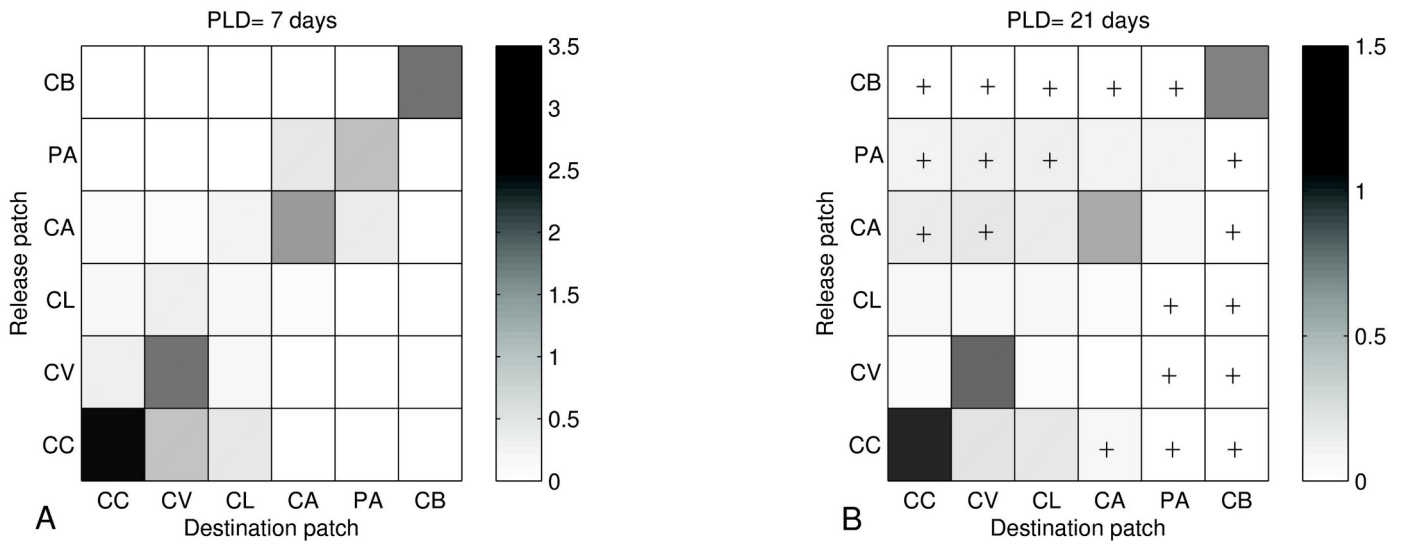 PLD= 7 days
CB
PA
CA
CL
CV
CC
Release patch
CC CV CL CA PA CB
Destination patch
3.5
3
2.5
2
1.5
1
0.5
0
A
PLD= 21 days
CB + + + + +
PA + + + +
CA + + +
CL + +
CV + +
CC + + +
Release patch
CC CV CL CA PA CB
Destination patch
1.5
1
0.5
0
B